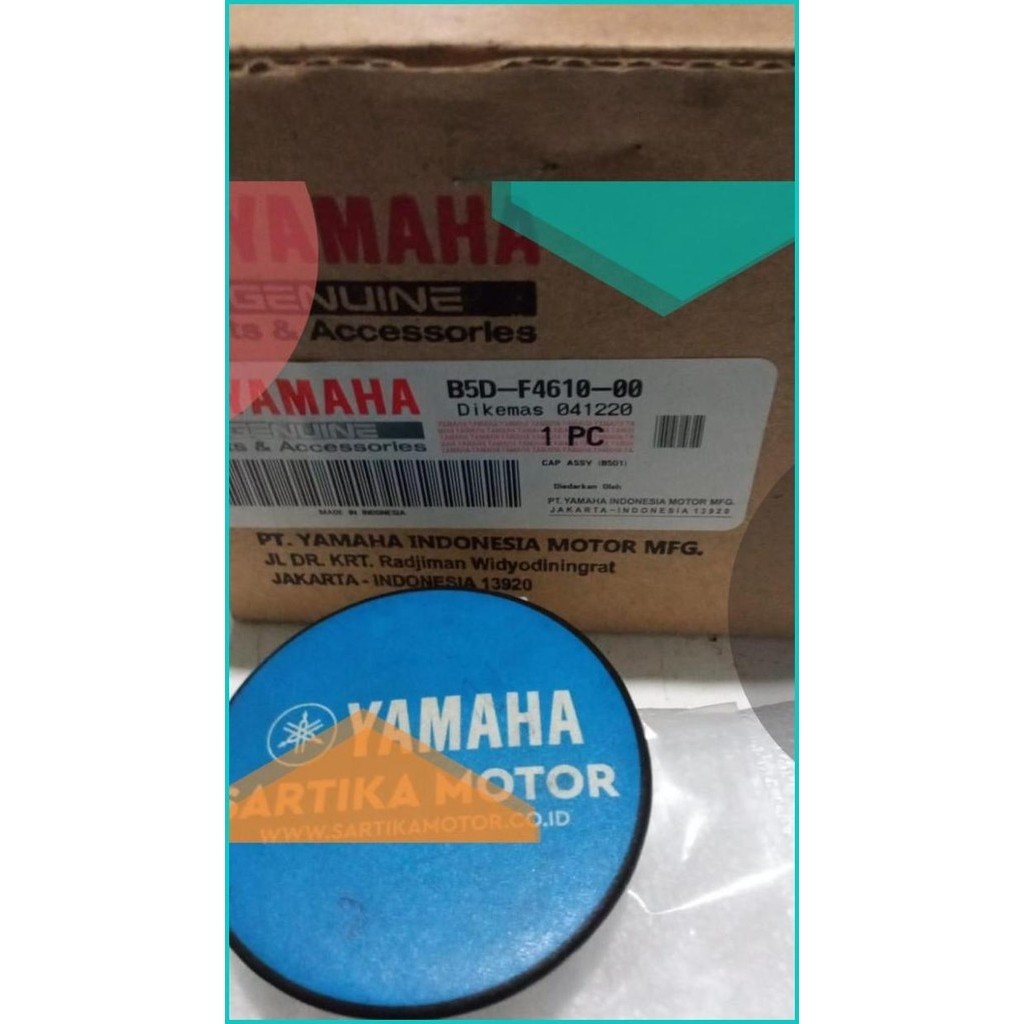 YAMAHA
GENUINE
ts & Accessories
YAMAHA
GENUINE
s & Accessories
B5D-F4610-00
Dikemas 041220
1 PC
CAP ASSY (B5D1)
Diedarkan Oleh
PT. YAMAHA INDONESIA MOTOR MFG.
JAKARTA-INDONESIA 13920
MADE IN INDONESIA
PT. YAMAHA INDONESIA MOTOR MFG.
JL DR. KRT. Radjiman Widyodiningrat
JAKARTA - INDONESIA 13920
YAMAHA
SARTIKA MOTOR
WWW.SARTIKAMOTOR.CO.ID